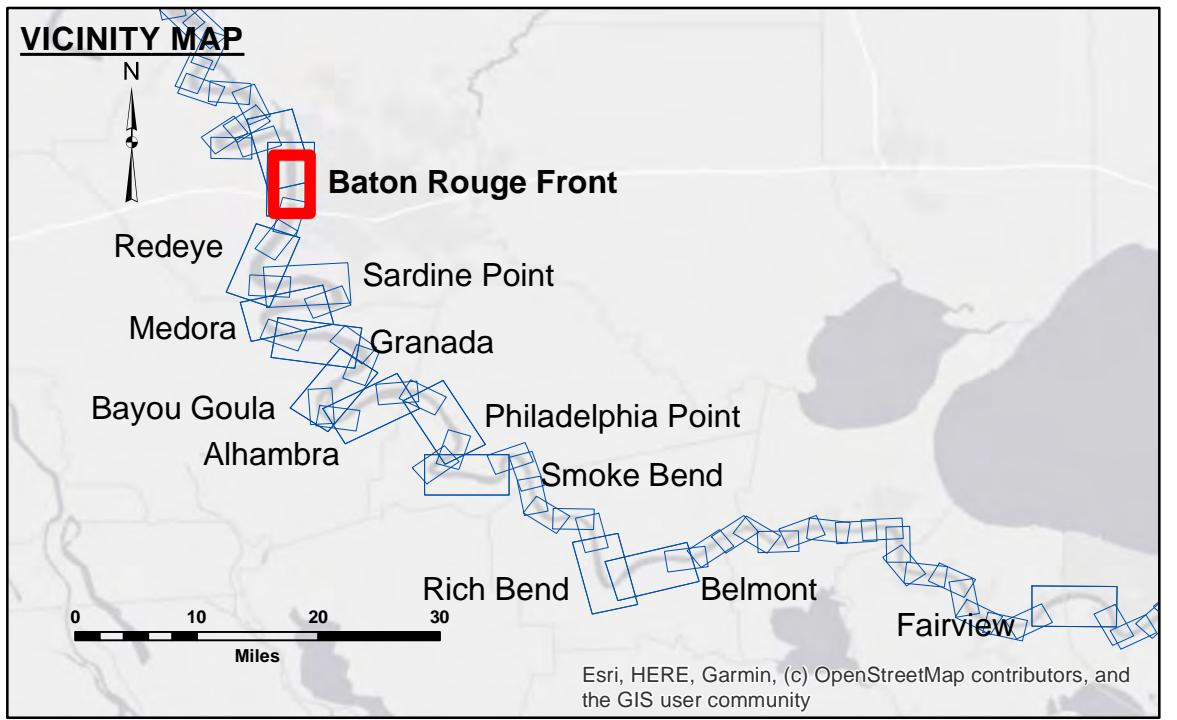 VICINITY MAP
N
Baton Rouge Front
Redeye
Sardine Point
Medora
Granada
Bayou Goula
Philadelphia Point
Alhambra
Smoke Bend
Rich Bend
Belmont
Fairview
0 10 20 30
Miles
Esri, HERE, Garmin, (c) OpenStreetMap contributors, and
the GIS user community